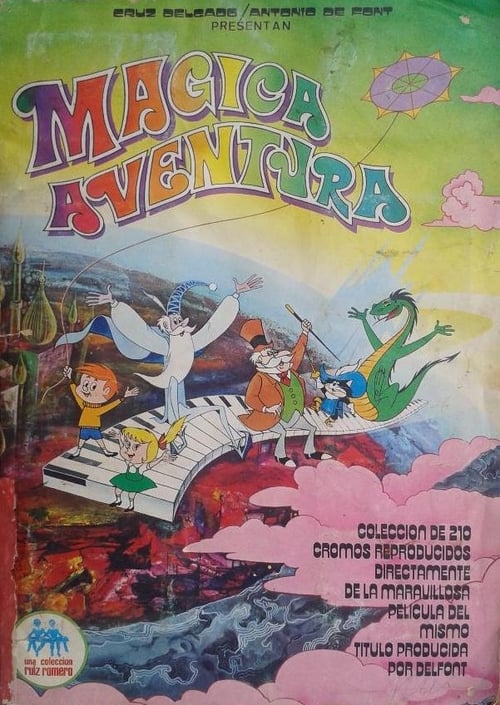 CRUZ DELGADO / ANTONIO DE FONT
PRESENTAN
MAGICA
AVENTURA
COLECCION DE 210
CROMOS REPRODUCIDOS
DIRECTAMENTE
DE LA MARAVILLOSA
PELICULA DEL
MISMO
TITULO PRODUCIDA
POR DELFONT
una coleccion
ruiz romero